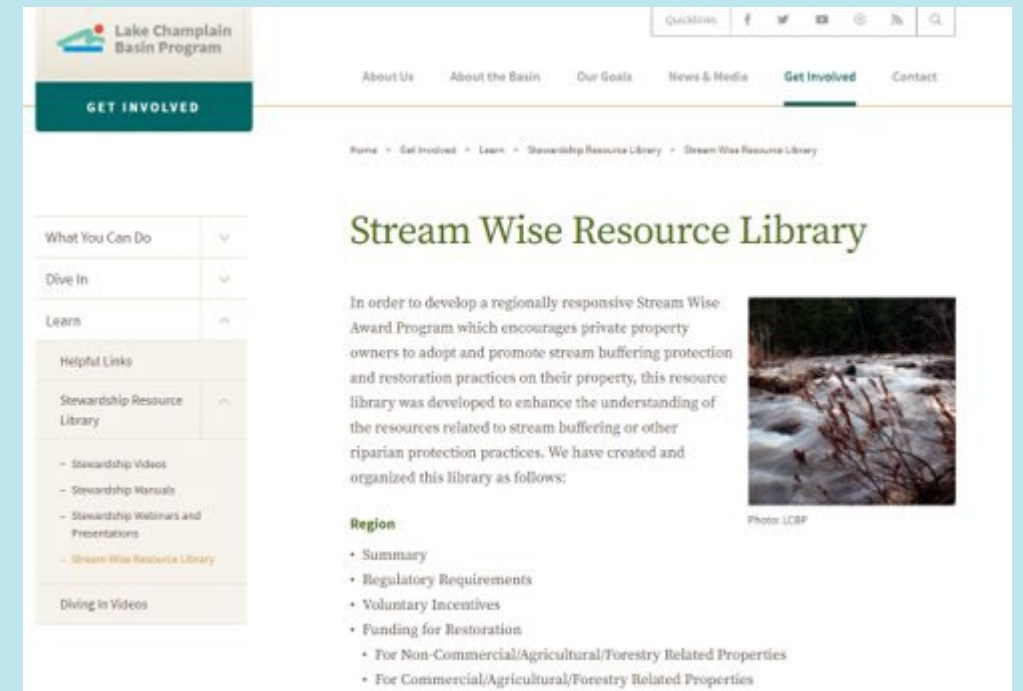 Lake Champlain
Basin Program
Quicklinks
About Us
About the Basin
Our Goals
News & Media
Get Involved
Contact
GET INVOLVED
Home • Get Involved • Learn • Stewardship Resource Library • Stream Wise Resource Library
What You Can Do
Dive In
Learn
Helpful Links
Stewardship Resource
Library
– Stewardship Videos
– Stewardship Manuals
– Stewardship Webinars and
Presentations
– Stream Wise Resource Library
Diving In Videos
Stream Wise Resource Library
In order to develop a regionally responsive Stream Wise
Award Program which encourages private property
owners to adopt and promote stream buffering protection
and restoration practices on their property, this resource
library was developed to enhance the understanding of
the resources related to stream buffering or other
riparian protection practices. We have created and
organized this library as follows:
Photo: LCBP
Region
• Summary
• Regulatory Requirements
• Voluntary Incentives
• Funding for Restoration
• For Non-Commercial/Agricultural/Forestry Related Properties
• For Commercial/Agricultural/Forestry Related Properties